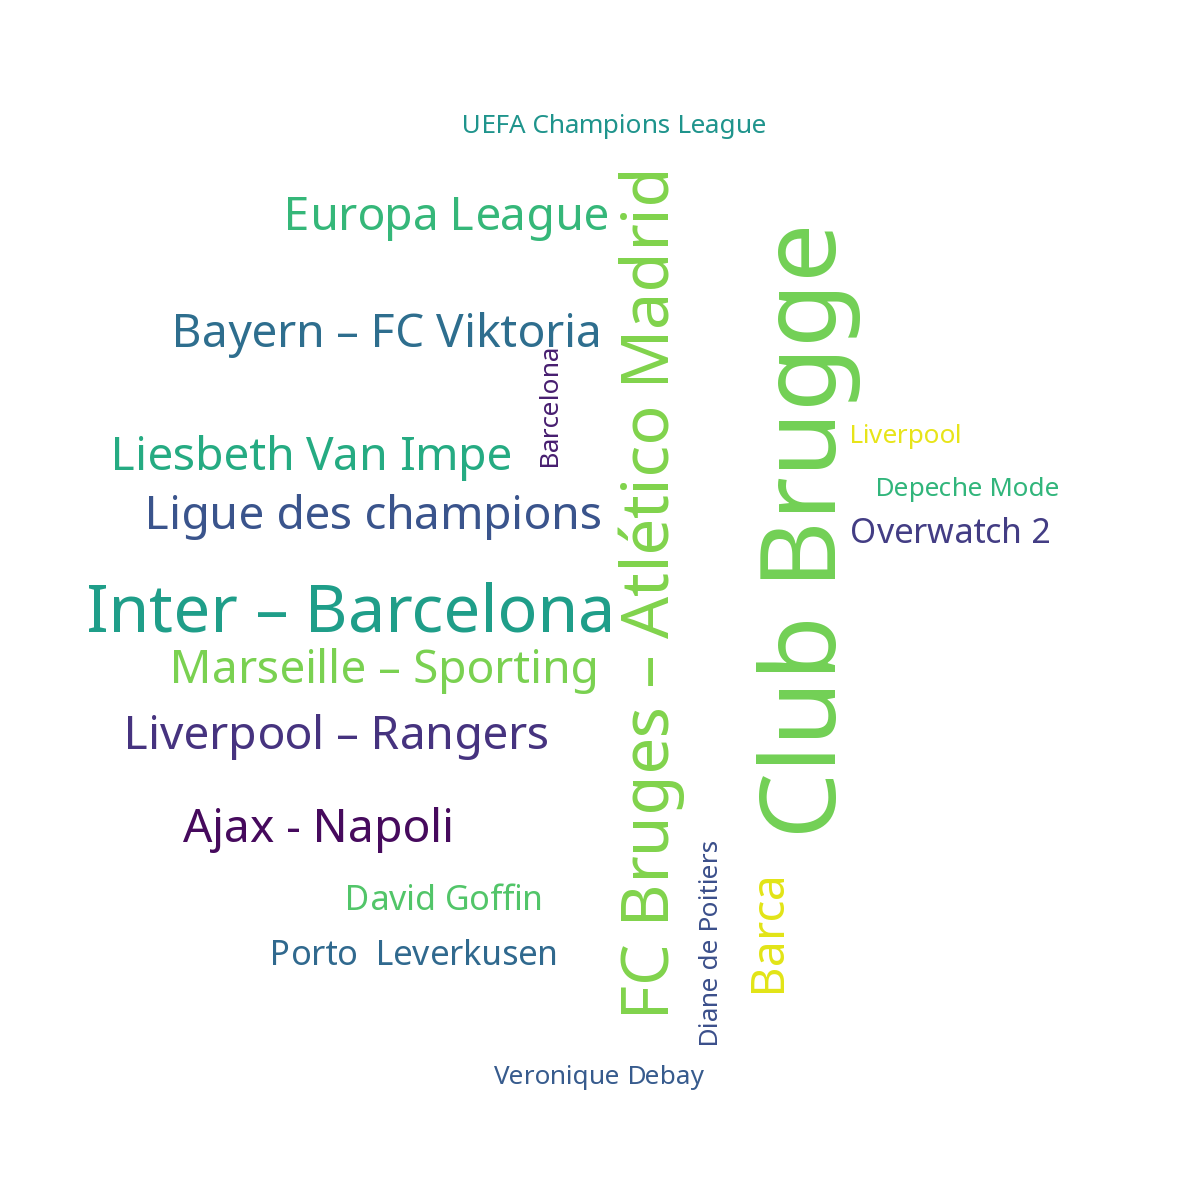 UEFA Champions League
Europa League
Bayern – FC Viktoria
Barcelona
Liesbeth Van Impe
Ligue des champions
Inter – Barcelona
Marseille – Sporting
Liverpool – Rangers
Ajax - Napoli
David Goffin
Porto  Leverkusen
FC Bruges – Atlético Madrid
Diane de Poitiers
Club Brugge
Barca
Liverpool
Depeche Mode
Overwatch 2
Veronique Debay